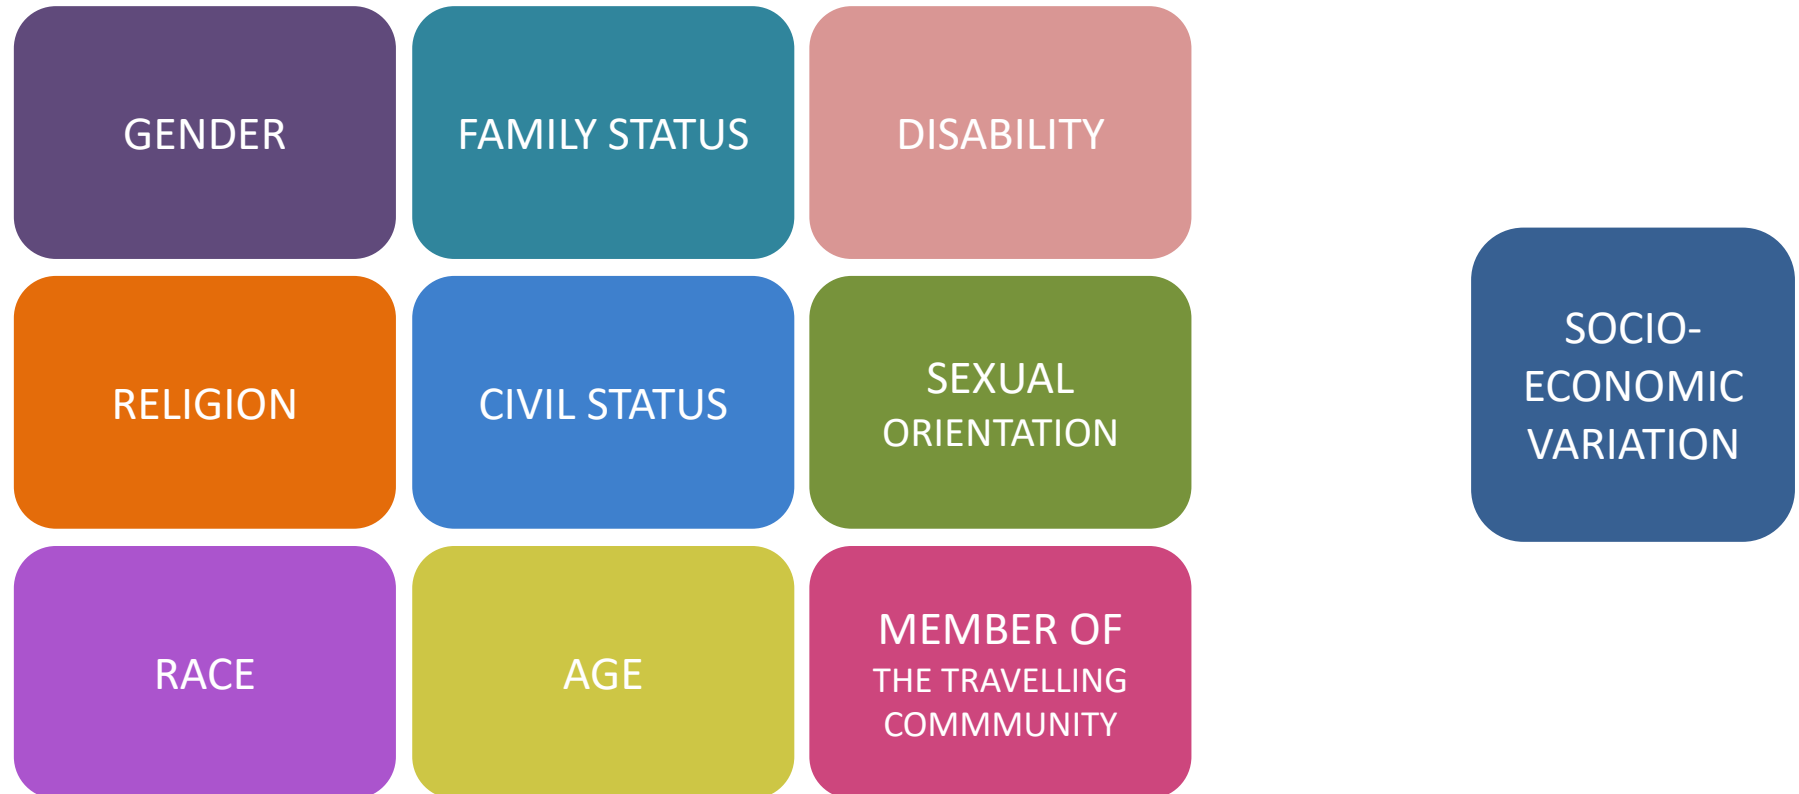 GENDER
FAMILY STATUS
DISABILITY
RELIGION
CIVIL STATUS
SEXUAL
ORIENTATION
RACE
AGE
MEMBER OF
THE TRAVELLING
COMMMUNITY
SOCIO-
ECONOMIC
VARIATION